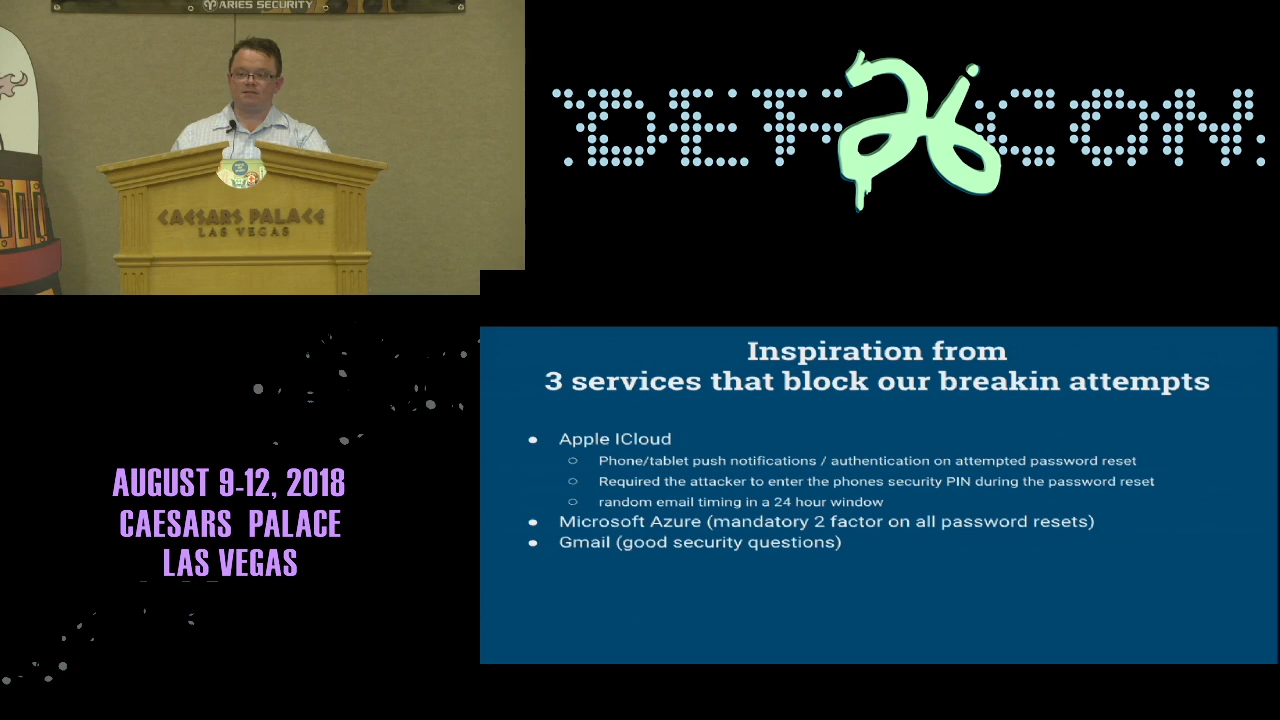 ARIES SECURITY
CAESARS PALACE
LAS VEGAS
DEF 26 CON
AUGUST 9-12, 2018
CAESARS PALACE
LAS VEGAS
Inspiration from
3 services that block our breakin attempts
Apple ICloud
Phone/tablet push notifications / authentication on attempted password reset
Required the attacker to enter the phones security PIN during the password reset
random email timing in a 24 hour window
Microsoft Azure (mandatory 2 factor on all password resets)
Gmail (good security questions)